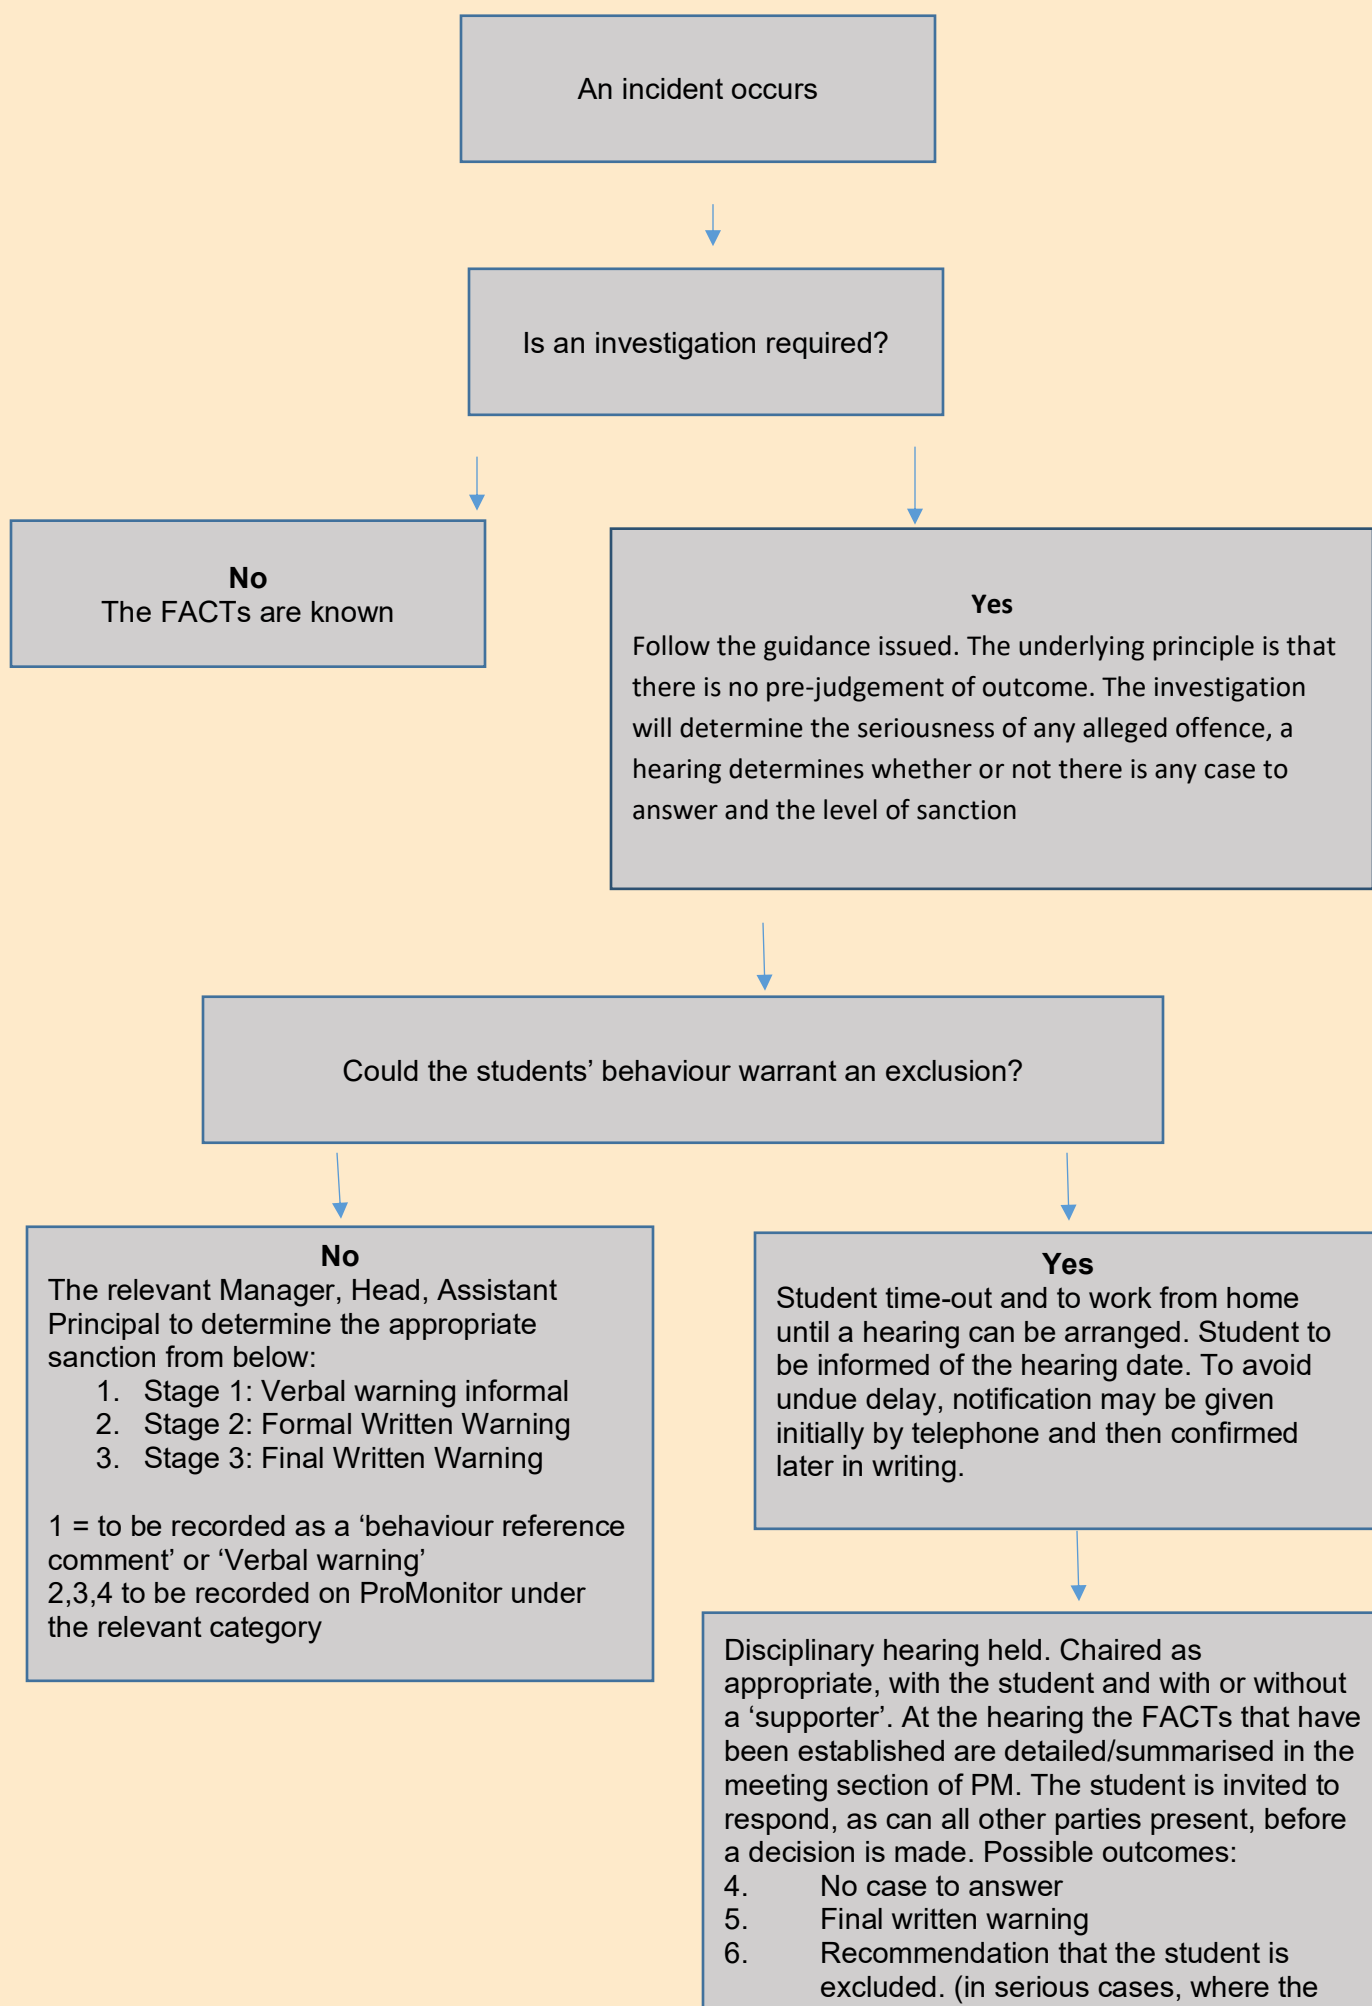 An incident occurs
Is an investigation required?
No
The FACTs are known
Yes
Follow the guidance issued. The underlying principle is that
there is no pre-judgement of outcome. The investigation
will determine the seriousness of any alleged offence, a
hearing determines whether or not there is any case to
answer and the level of sanction
Could the students’ behaviour warrant an exclusion?
No
The relevant Manager, Head, Assistant
Principal to determine the appropriate
sanction from below:
1. Stage 1: Verbal warning informal
2. Stage 2: Formal Written Warning
3. Stage 3: Final Written Warning
1 = to be recorded as a ‘behaviour reference
comment’ or ‘Verbal warning’
2,3,4 to be recorded on ProMonitor under
the relevant category
Yes
Student time-out and to work from home
until a hearing can be arranged. Student to
be informed of the hearing date. To avoid
undue delay, notification may be given
initially by telephone and then confirmed
later in writing.
Disciplinary hearing held. Chaired as
appropriate, with the student and with or without
a ‘supporter’. At the hearing the FACTs that have
been established are detailed/summarised in the
meeting section of PM. The student is invited to
respond, as can all other parties present, before
a decision is made. Possible outcomes:
4. No case to answer
5. Final written warning
6. Recommendation that the student is
excluded. (in serious cases, where the